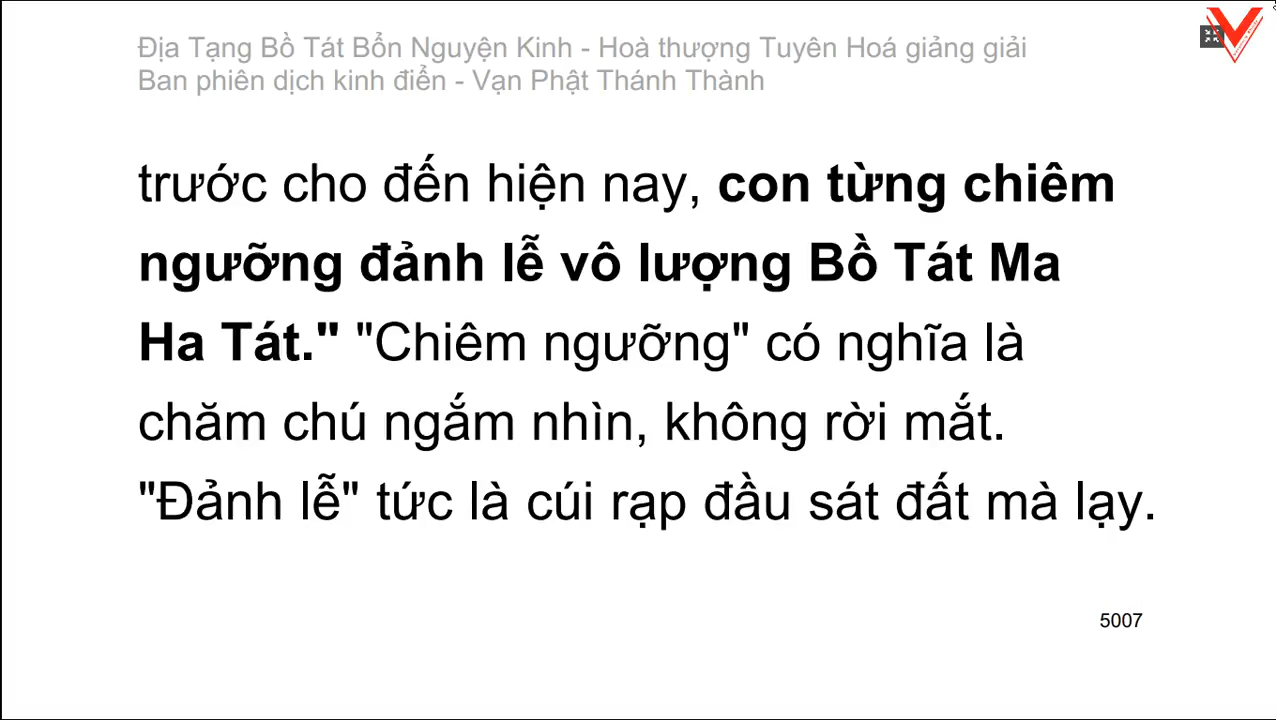 Địa Tạng Bồ Tát Bổn Nguyện Kinh - Hoà thượng Tuyên Hoá giảng giải
Ban phiên dịch kinh điển - Vạn Phật Thánh Thành
trước cho đến hiện nay, con từng chiêm
ngưỡng đảnh lễ vô lượng Bồ Tát Ma
Ha Tát." "Chiêm ngưỡng" có nghĩa là
chăm chú ngắm nhìn, không rời mắt.
"Đảnh lễ" tức là cúi rạp đầu sát đất mà lạy.
5007